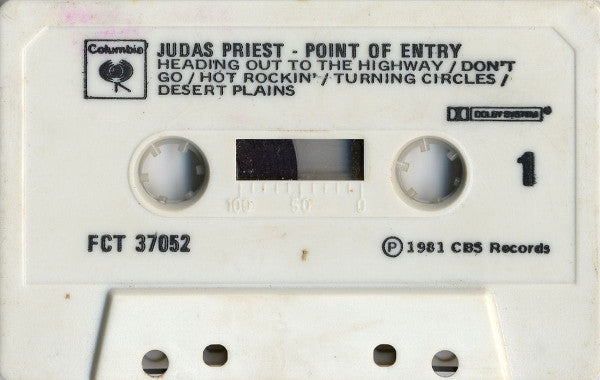 Columbia
JUDAS PRIEST - POINT OF ENTRY
HEADING OUT TO THE HIGHWAY / DON'T
GO / HOT ROCKIN' / TURNING CIRCLES /
DESERT PLAINS
DOLBY SYSTEM
1
100 50 0
FCT 37052
Ⓟ 1981 CBS Records